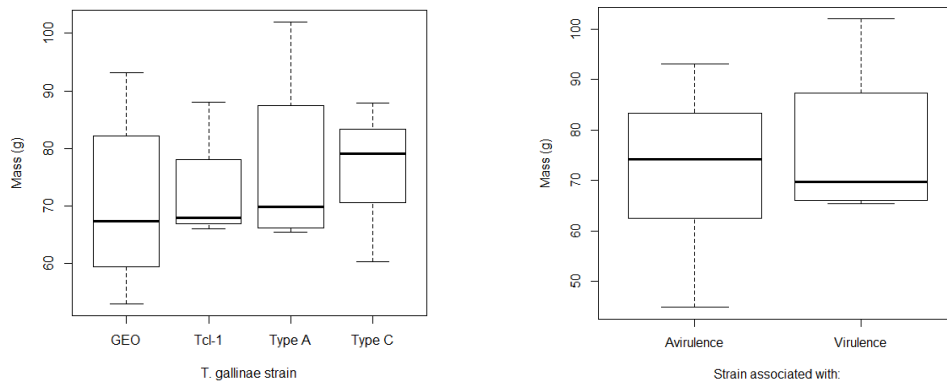 Mass (g)
100
90
80
70
60
GEO Tcl-1 Type A Type C
T. gallinae strain
Mass (g)
100
90
80
70
60
50
Avirulence Virulence
Strain associated with: